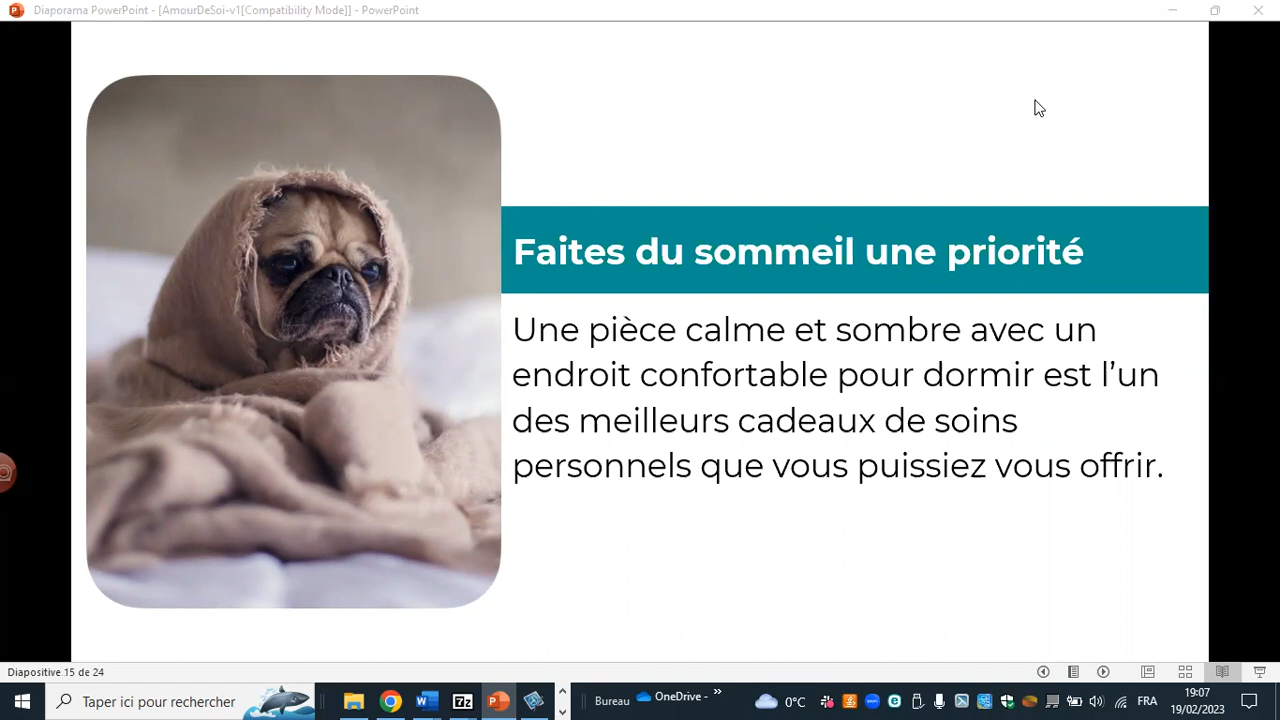 Diaporama PowerPoint - [AmourDeSoi-v1[Compatibility Mode]] - PowerPoint
Faites du sommeil une priorité
Une pièce calme et sombre avec un
endroit confortable pour dormir est l’un
des meilleurs cadeaux de soins
personnels que vous puissiez vous offrir.
Diapositive 15 de 24
Taper ici pour rechercher
7z
Bureau
OneDrive -
0°C
FRA
19:07
19/02/2023